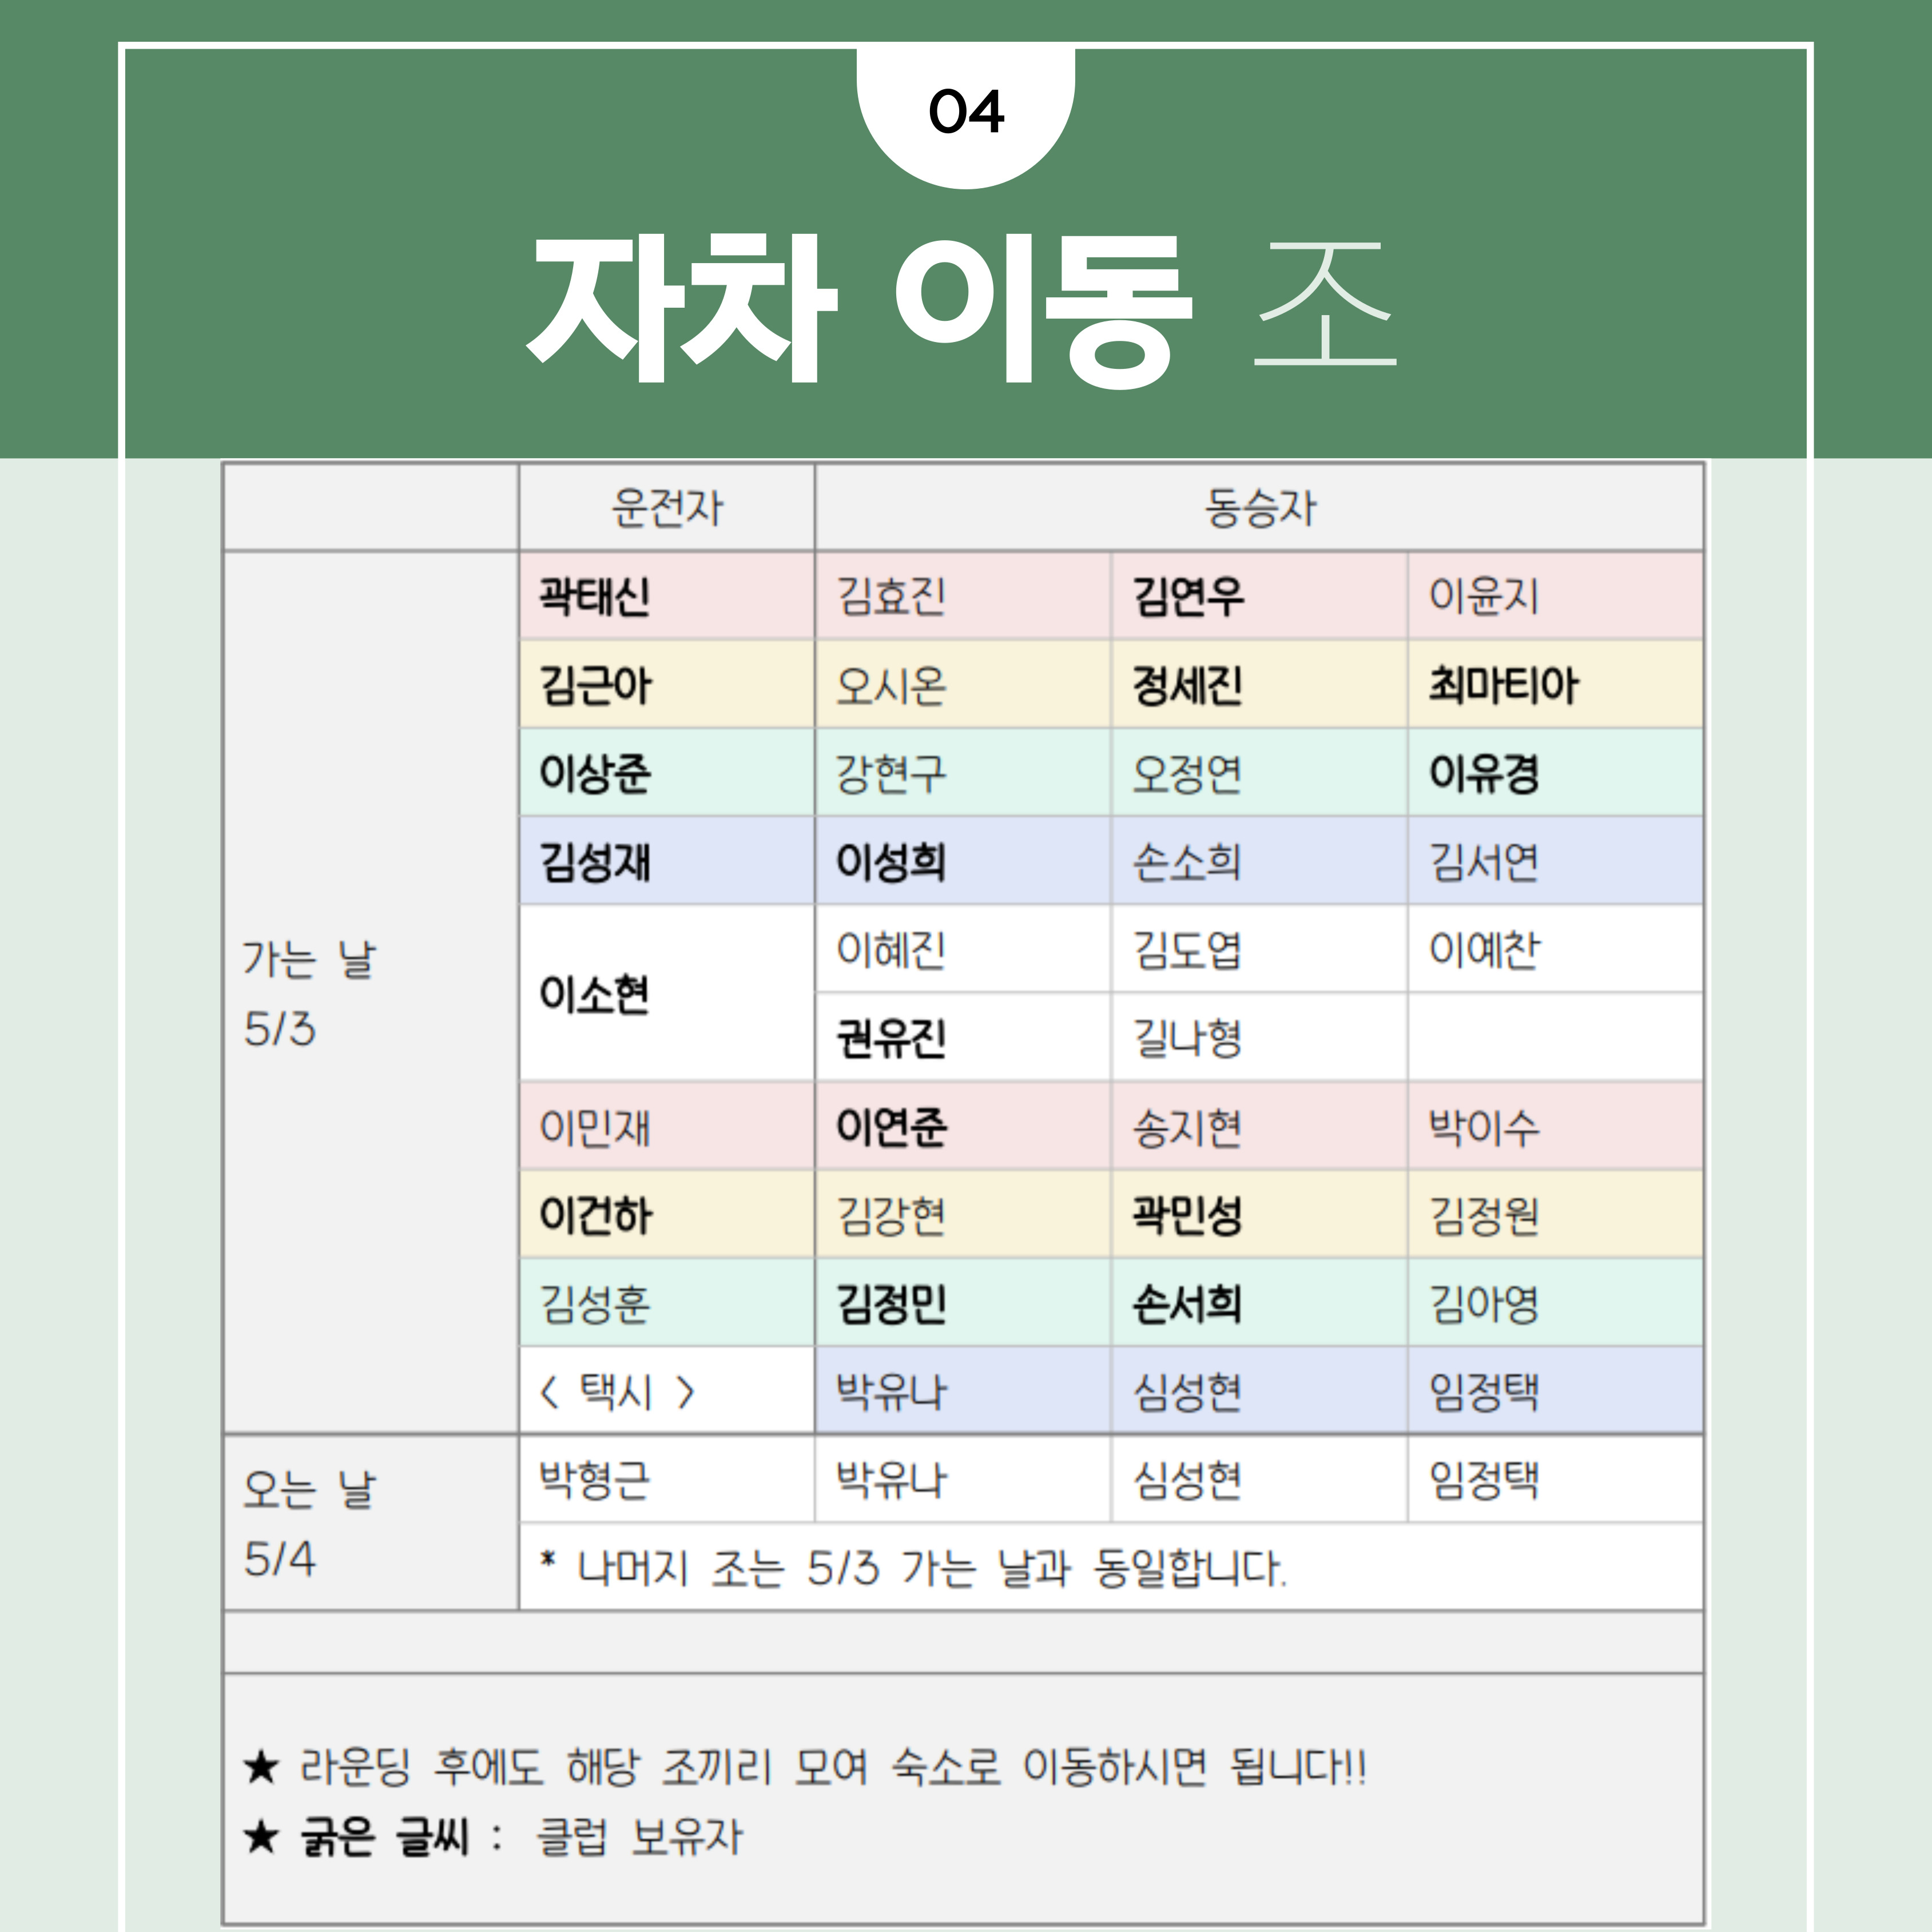 04
자차 이동 조
운전자 동승자
곽태신 김효진 김연우 이윤지
김근아 오시온 정세진 최마티아
이상준 강현구 오정연 이유경
김성재 이성희 손소희 김서연
가는 날
5/3
이소현
이혜진 김도엽 이예찬
권유진 길나형
이민재 이연준 송지현 박이수
이건하 김강현 곽민성 김정원
김성훈 김정민 손서희 김아영
< 택시 > 박유나 심성현 임정택
오는 날
5/4
박형근 박유나 심성현 임정택
* 나머지 조는 5/3 가는 날과 동일합니다.
★ 라운딩 후에도 해당 조끼리 모여 숙소로 이동하시면 됩니다!!
★ 굵은 글씨 : 클럽 보유자